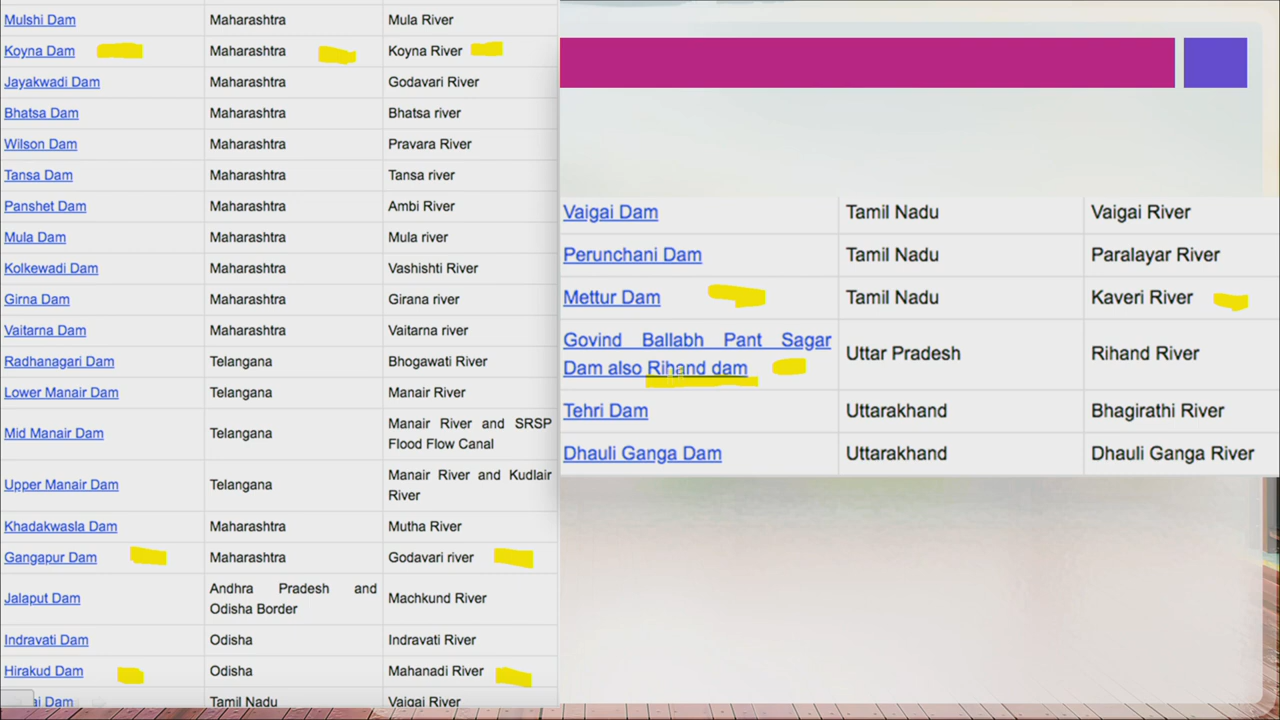 Mulshi Dam Maharashtra Mula River
Koyna Dam Maharashtra Koyna River
Jayakwadi Dam Maharashtra Godavari River
Bhatsa Dam Maharashtra Bhatsa river
Wilson Dam Maharashtra Pravara River
Tansa Dam Maharashtra Tansa river
Panshet Dam Maharashtra Ambi River
Mula Dam Maharashtra Mula river
Kolkewadi Dam Maharashtra Vashishti River
Girna Dam Maharashtra Girana river
Vaitarna Dam Maharashtra Vaitarna river
Radhanagari Dam Telangana Bhogawati River
Lower Manair Dam Telangana Manair River
Mid Manair Dam Telangana Manair River and SRSP
Flood Flow Canal
Upper Manair Dam Telangana Manair River and Kudlair
River
Khadakwasla Dam Maharashtra Mutha River
Gangapur Dam Maharashtra Godavari river
Jalaput Dam Andhra Pradesh and
Odisha Border Machkund River
Indravati Dam Odisha Indravati River
Hirakud Dam Odisha Mahanadi River
Dam Tamil Nadu Vaigai River
Vaigai Dam Tamil Nadu Vaigai River
Perunchani Dam Tamil Nadu Paralayar River
Mettur Dam Tamil Nadu Kaveri River
Govind Ballabh Pant Sagar
Dam also Rihand dam Uttar Pradesh Rihand River
Tehri Dam Uttarakhand Bhagirathi River
Dhauli Ganga Dam Uttarakhand Dhauli Ganga River